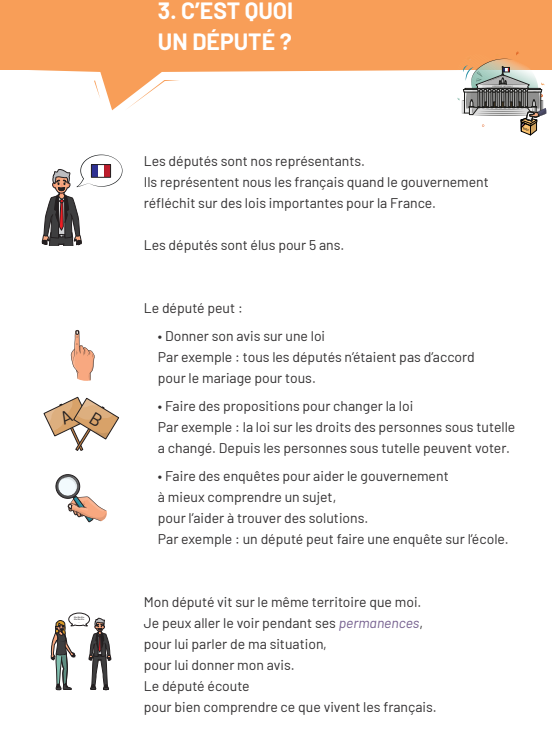 3. C'EST QUOI
UN DÉPUTÉ ?
Les députés sont nos représentants.
Ils représentent nous les français quand le gouvernement
réfléchit sur des lois importantes pour la France.
Les députés sont élus pour 5 ans.
Le député peut :
• Donner son avis sur une loi
Par exemple : tous les députés n'étaient pas d'accord
pour le mariage pour tous.
A B
• Faire des propositions pour changer la loi
Par exemple : la loi sur les droits des personnes sous tutelle
a changé. Depuis les personnes sous tutelle peuvent voter.
• Faire des enquêtes pour aider le gouvernement
à mieux comprendre un sujet,
pour l'aider à trouver des solutions.
Par exemple : un député peut faire une enquête sur l'école.
Mon député vit sur le même territoire que moi.
Je peux aller le voir pendant ses permanences,
pour lui parler de ma situation,
pour lui donner mon avis.
Le député écoute
pour bien comprendre ce que vivent les français.